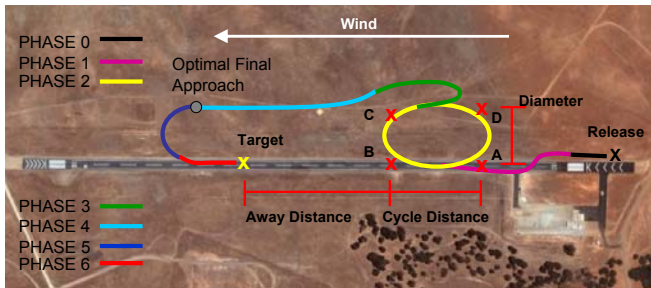 Wind
PHASE 0
PHASE 1
PHASE 2
Optimal Final
Approach
C
D
Diameter
Release
X
Target
B
A
X
Away Distance
Cycle Distance
PHASE 3
PHASE 4
PHASE 5
PHASE 6